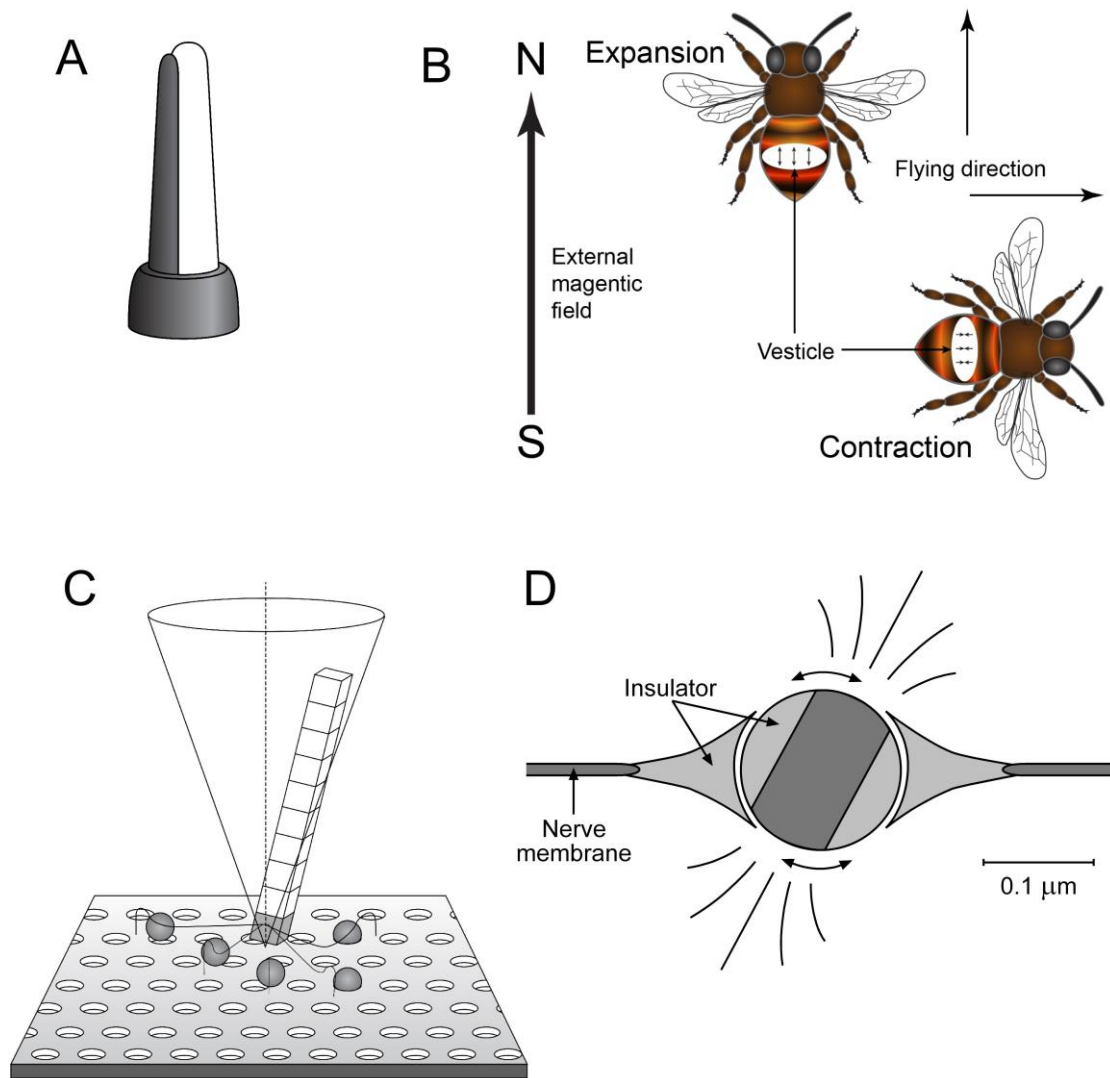 A
B
N
Expansion
Flying direction
External
magentic
field
Vesticle
S
Contraction
C
D
Insulator
Nerve
membrane
0.1 μm